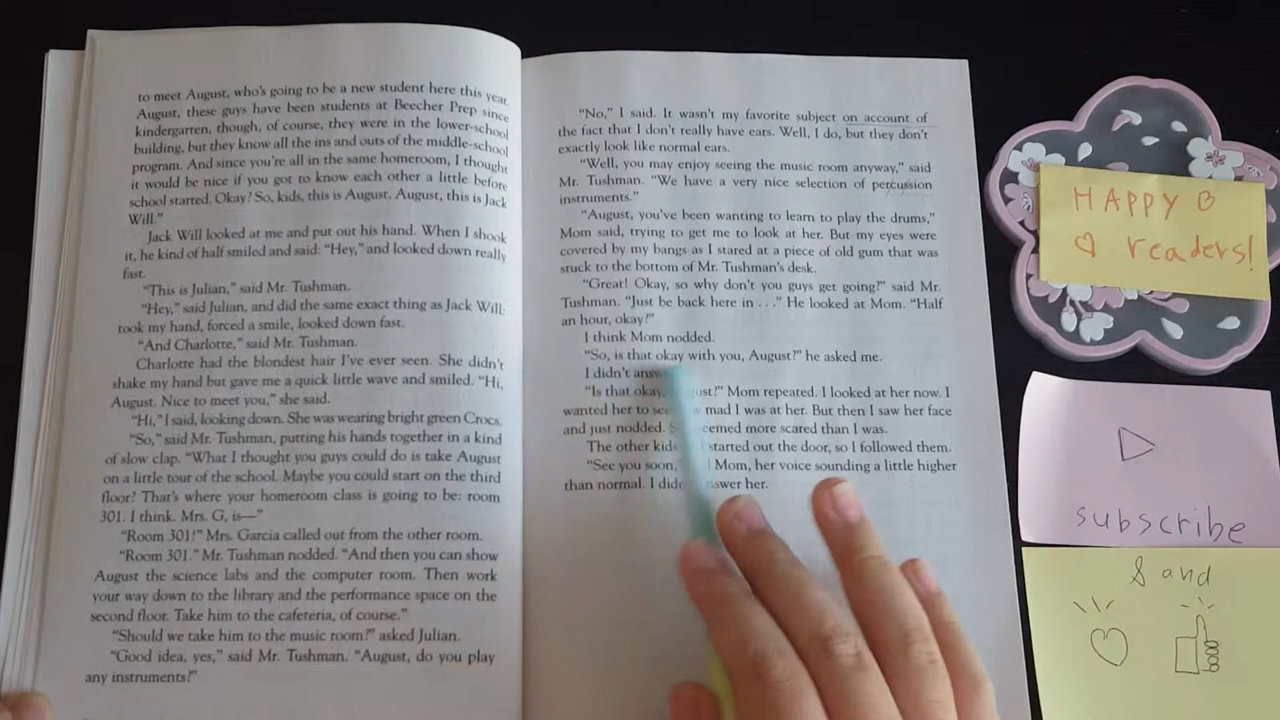 to meet August, who's going to be a new student here this year.
August, these guys have been students at Beecher Prep since
kindergarten, though, of course, they were in the lower-school
building, but they know all the ins and outs of the middle-school
program. And since you're all in the same homeroom, I thought
it would be nice if you got to know each other a little before
school started. Okay? So, kids, this is August. August, this is Jack
Will."
Jack Will looked at me and put out his hand. When I shook
it, he kind of half smiled and said: "Hey," and looked down really
fast.
"This is Julian," said Mr. Tushman.
"Hey," said Julian, and did the same exact thing as Jack Will:
took my hand, forced a smile, looked down fast.
"And Charlotte," said Mr. Tushman.
Charlotte had the blondest hair I've ever seen. She didn't
shake my hand but gave me a quick little wave and smiled. "Hi,
August. Nice to meet you," she said.
"Hi," I said, looking down. She was wearing bright green Crocs.
"So," said Mr. Tushman, putting his hands together in a kind
of slow clap. "What I thought you guys could do is take August
on a little tour of the school. Maybe you could start on the third
floor? That's where your homeroom class is going to be: room
301. I think. Mrs. G, is—"
"Room 301!" Mrs. Garcia called out from the other room.
"Room 301." Mr. Tushman nodded. "And then you can show
August the science labs and the computer room. Then work
your way down to the library and the performance space on the
second floor. Take him to the cafeteria, of course."
"Should we take him to the music room?" asked Julian.
"Good idea, yes," said Mr. Tushman. "August, do you play
any instruments?"
"No," I said. It wasn't my favorite subject on account of
the fact that I don't really have ears. Well, I do, but they don't
exactly look like normal ears.
"Well, you may enjoy seeing the music room anyway," said
Mr. Tushman. "We have a very nice selection of percussion
instruments."
"August, you've been wanting to learn to play the drums,"
Mom said, trying to get me to look at her. But my eyes were
covered by my bangs as I stared at a piece of old gum that was
stuck to the bottom of Mr. Tushman's desk.
"Great! Okay, so why don't you guys get going?" said Mr.
Tushman. "Just be back here in . . ." He looked at Mom. "Half
an hour, okay?"
I think Mom nodded.
"So, is that okay with you, August?" he asked me.
I didn't
"Is that okay, Mom repeated. I looked at her now. I
wanted her to see mad I was at her. But then I saw her face
and just nodded. seemed more scared than I was.
The other kids started out the door, so I followed them.
"See you soon," Mom, her voice sounding a little higher
than normal. I answer her.
HAPPY
readers!
subscribe
& and